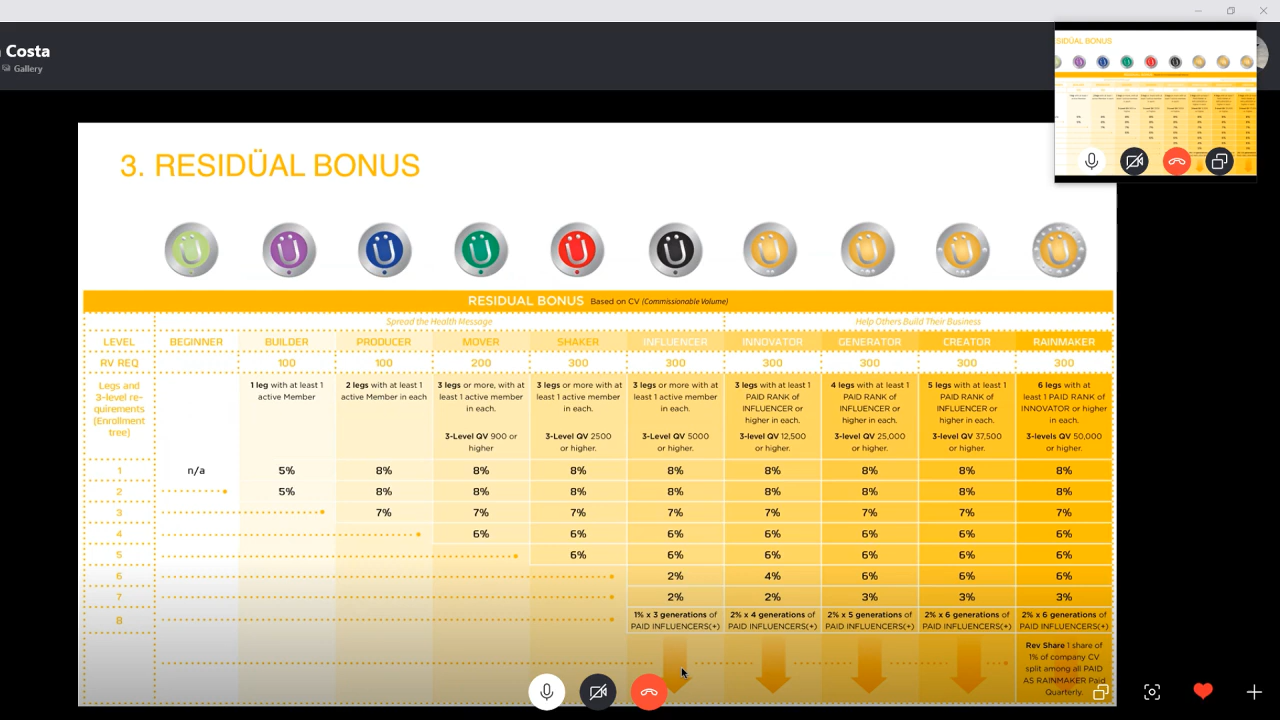 Costa
Gallery
3. RESIDÜAL BONUS
Ü Ü Ü Ü Ü Ü Ü Ü Ü Ü
RESIDUAL BONUS Based on CV (Commissionable Volume)
Spread the Health Message Help Others Build Their Business
LEVEL BEGINNER BUILDER PRODUCER MOVER SHAKER INFLUENCER INNOVATOR GENERATOR CREATOR RAINMAKER
RV REQ 100 100 200 300 300 300 300 300 300
Legs and
3-level re-
quirements
(Enrollment
tree)
1 leg with at least 1
active Member
2 legs with at least 1
active Member in each
3 legs or more, with at
least 1 active member
in each.
3-Level QV 900 or
higher
3 legs or more with at
least 1 active member
in each.
3-Level QV 2500
or higher.
3 legs or more with at
least 1 active member
in each.
3-Level QV 5000
or higher.
3 legs with at least 1
PAID RANK of
INFLUENCER or
higher in each.
3-level QV 12,500
or higher.
4 legs with at least 1
PAID RANK of
INFLUENCER or
higher in each.
3-level QV 25,000
or higher.
5 legs with at least 1
PAID RANK of
INFLUENCER or
higher in each.
3-level QV 37,500
or higher.
6 legs with at
least 1 PAID RANK of
INNOVATOR or higher
in each.
3-levels QV 50,000
or higher.
1 n/a 5% 8% 8% 8% 8% 8% 8% 8% 8%
2 5% 8% 8% 8% 8% 8% 8% 8% 8%
3 7% 7% 7% 7% 7% 7% 7% 7%
4 6% 6% 6% 6% 6% 6% 6%
5 6% 6% 6% 6% 6% 6%
6 2% 4% 6% 6% 6%
7 2% 2% 3% 3% 3%
8
1% x 3 generations of
PAID INFLUENCERS(+)
2% x 4 generations of
PAID INFLUENCERS(+)
2% x 5 generations of
PAID INFLUENCERS(+)
2% x 6 generations of
PAID INFLUENCERS(+)
2% x 6 generations of
PAID INFLUENCERS(+)
Rev Share 1 share of
1% of company CV
split among all PAID
AS RAINMAKER Paid
Quarterly.